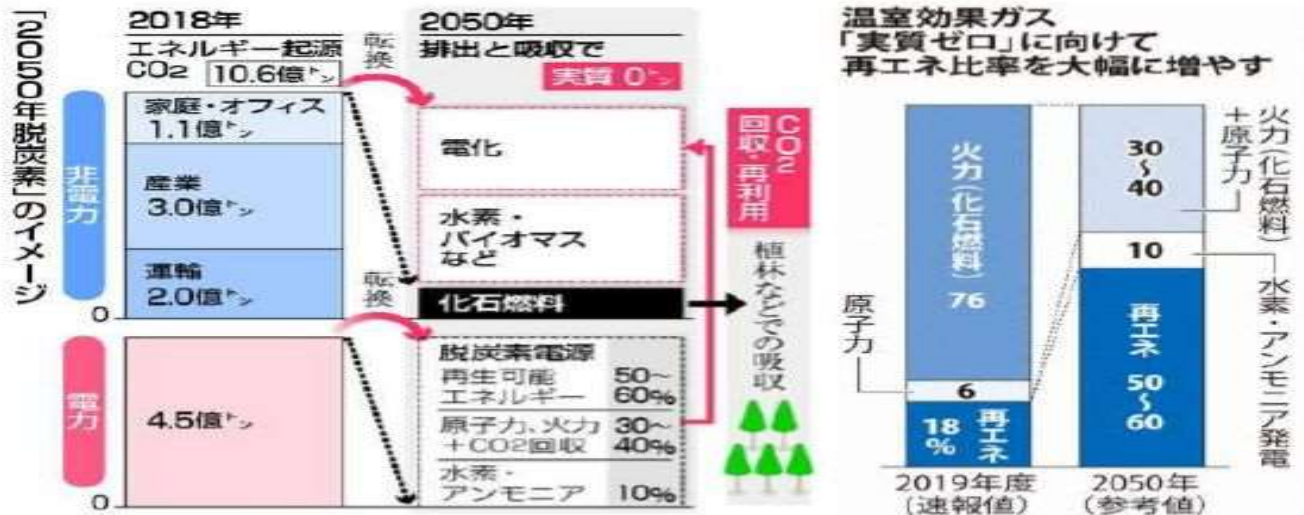 「2050年脱炭素」のイメージ
2018年
エネルギー起源
CO2 10.6億トン
非電力
家庭・オフィス
1.1億トン
産業
3.0億トン
運輸
2.0億トン
0
電力
4.5億トン
0
転換
転換
2050年
排出と吸収で
実質0トン
電化
水素・
バイオマス
など
化石燃料
脱炭素電源
再生可能
エネルギー
50~
60%
原子力、火力
+CO2回収
30~
40%
水素・
アンモニア
10%
CO2
回収・再利用
植林などでの吸収
温室効果ガス
「実質ゼロ」に向けて
再エネ比率を大幅に増やす
火力(化石燃料) 76
原子力
6
18
%
再エネ
2019年度
(速報値)
30
~
40
火力(化石燃料)
+原子力
10
水素・アンモニア発電
再エネ
50
~
60
2050年
(参考値)